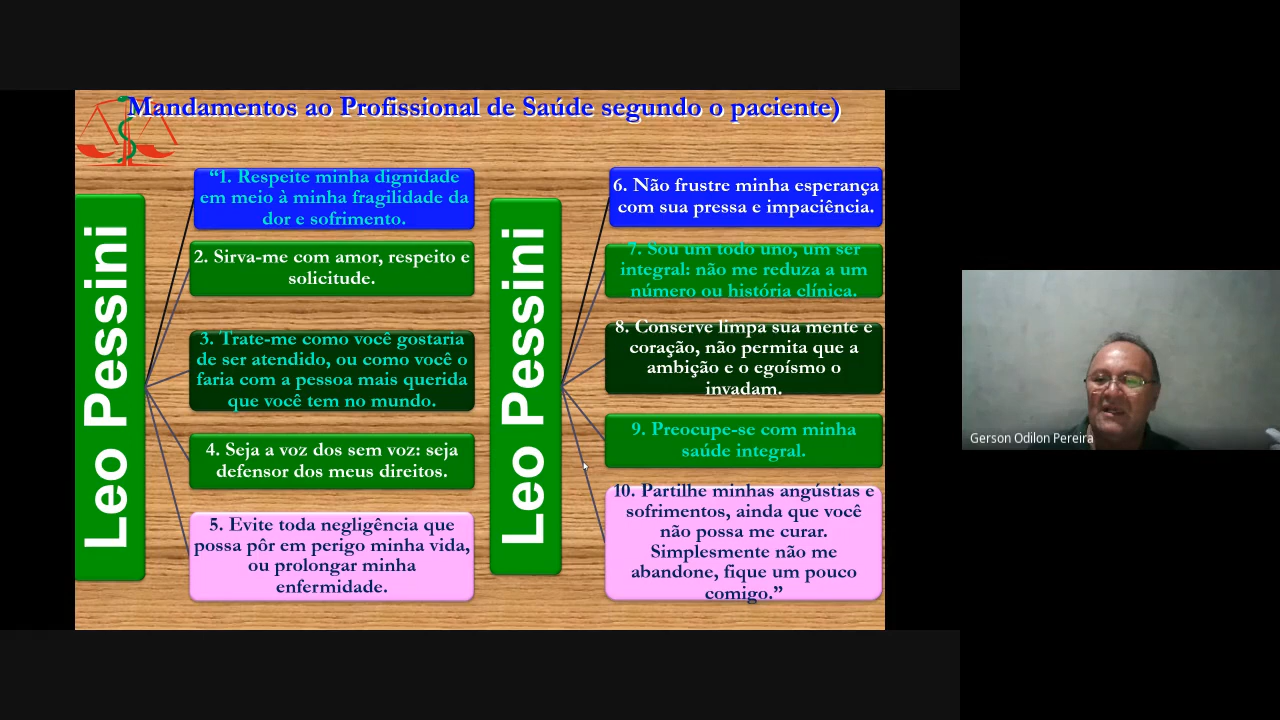 Mandamentos ao Profissional de Saúde segundo o paciente)
Leo Pessini
“1. Respeite minha dignidade
em meio à minha fragilidade da
dor e sofrimento.
2. Sirva-me com amor, respeito e
solicitude.
3. Trate-me como você gostaria
de ser atendido, ou como você o
faria com a pessoa mais querida
que você tem no mundo.
4. Seja a voz dos sem voz: seja
defensor dos meus direitos.
5. Evite toda negligência que
possa pôr em perigo minha vida,
ou prolongar minha
enfermidade.
Leo Pessini
6. Não frustre minha esperança
com sua pressa e impaciência.
7. Sou um todo uno, um ser
integral: não me reduza a um
número ou história clínica.
8. Conserve limpa sua mente e
coração, não permita que a
ambição e o egoísmo o
invadam.
9. Preocupe-se com minha
saúde integral.
10. Partilhe minhas angústias e
sofrimentos, ainda que você
não possa me curar.
Simplesmente não me
abandone, fique um pouco
comigo.”
Gerson Odilon Pereira